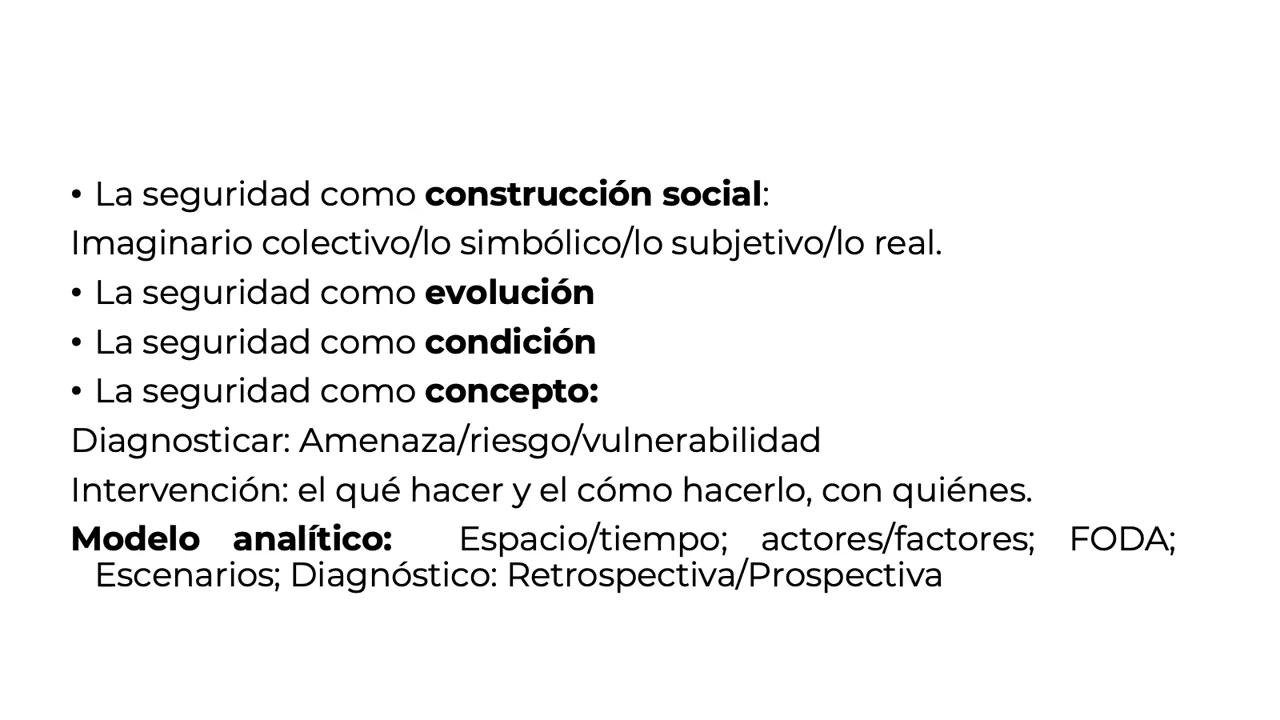 • La seguridad como construcción social:
Imaginario colectivo/lo simbólico/lo subjetivo/lo real.
• La seguridad como evolución
• La seguridad como condición
• La seguridad como concepto:
Diagnosticar: Amenaza/riesgo/vulnerabilidad
Intervención: el qué hacer y el cómo hacerlo, con quiénes.
Modelo analítico: Espacio/tiempo; actores/factores; FODA;
Escenarios; Diagnóstico: Retrospectiva/Prospectiva